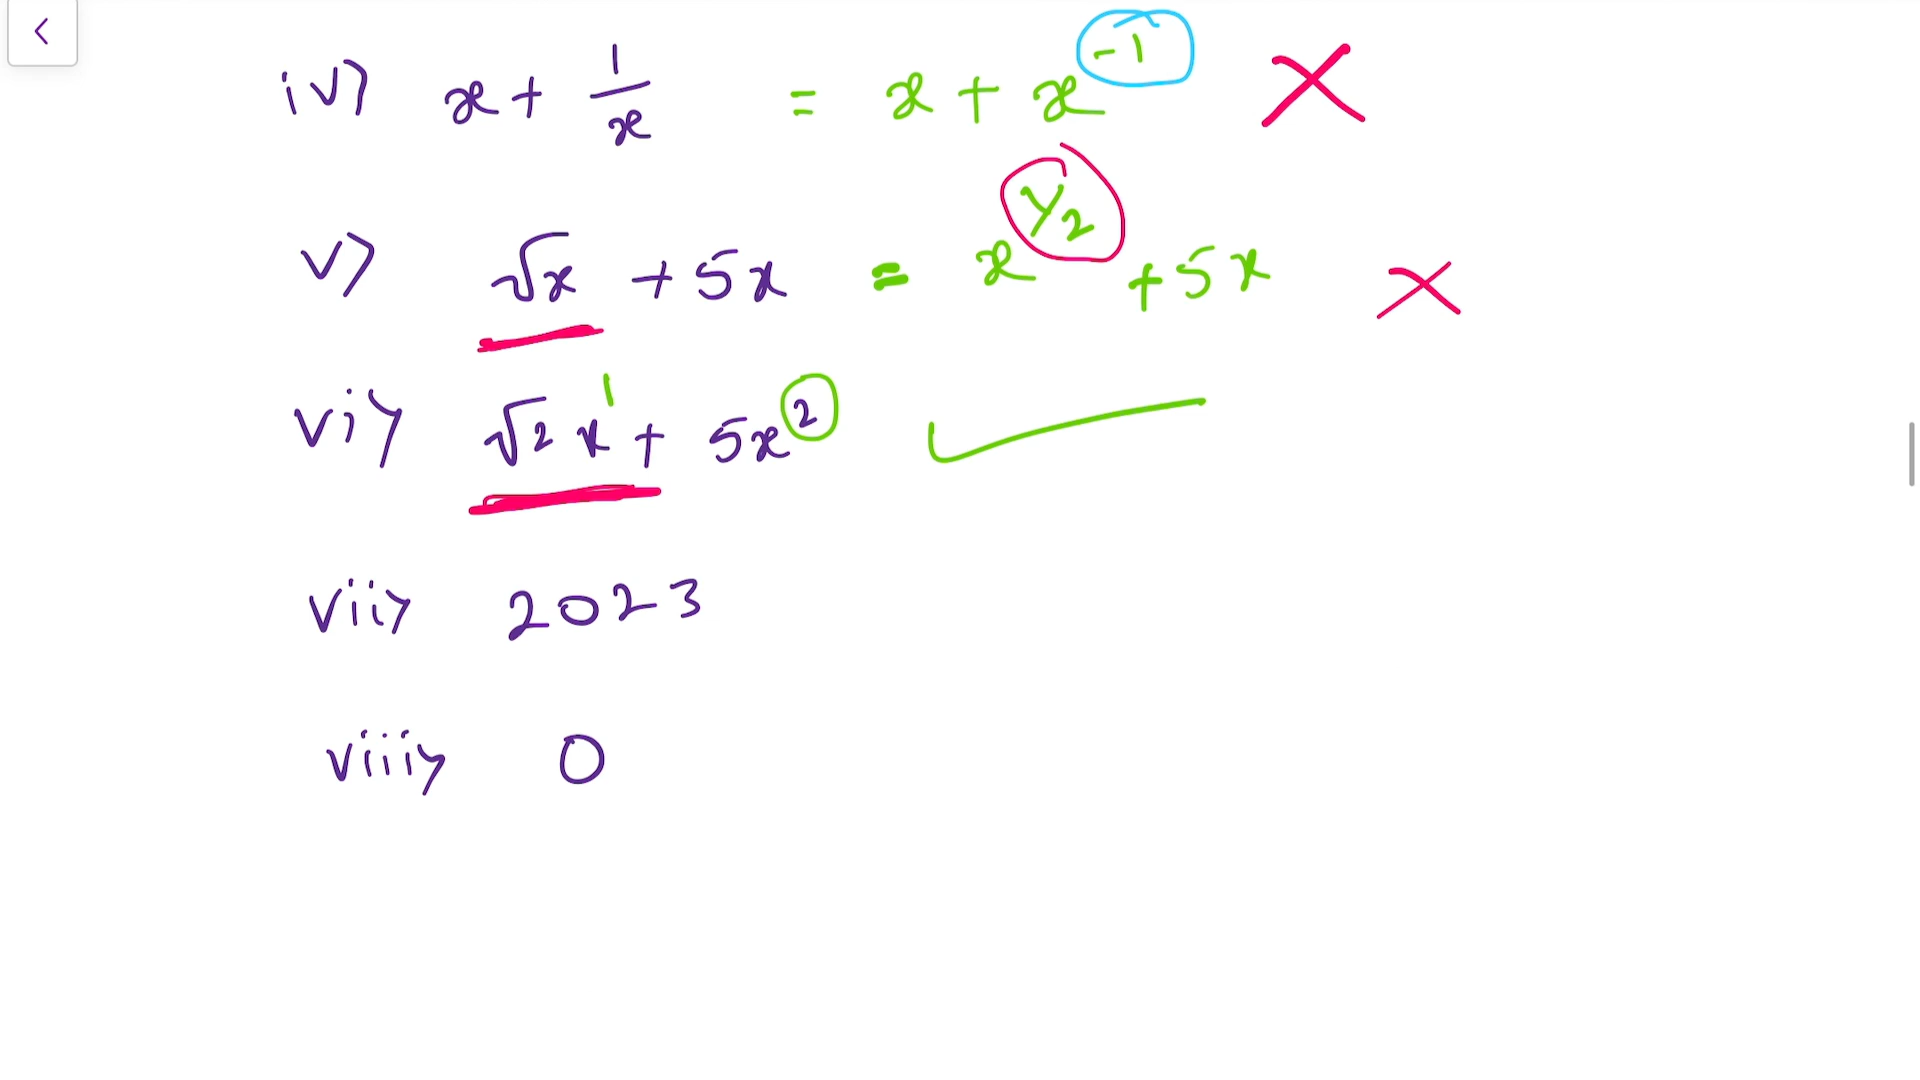 iv) x + 1/x = x + x^-1 ✗
v) √x + 5x = x^1/2 + 5x ✗
vi) √2 x^1 + 5x^2 ✓
vii) 2023
viii) 0